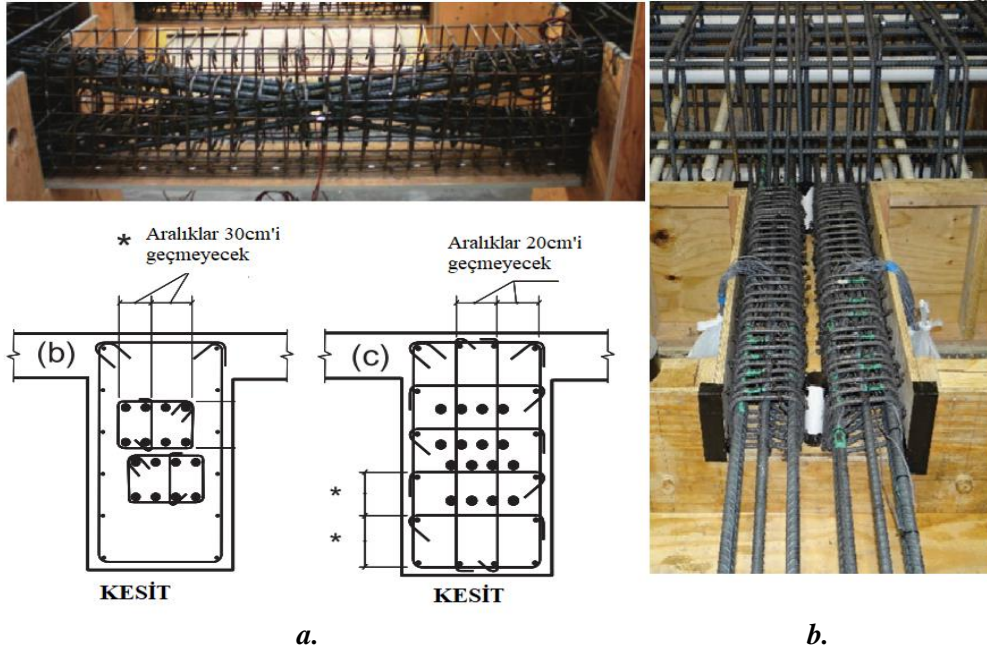 * Aralıklar 30cm'i
geçmeyecek
Aralıklar 20cm'i
geçmeyecek
(b)
(c)
*
*
KESİT
KESİT
a.
b.